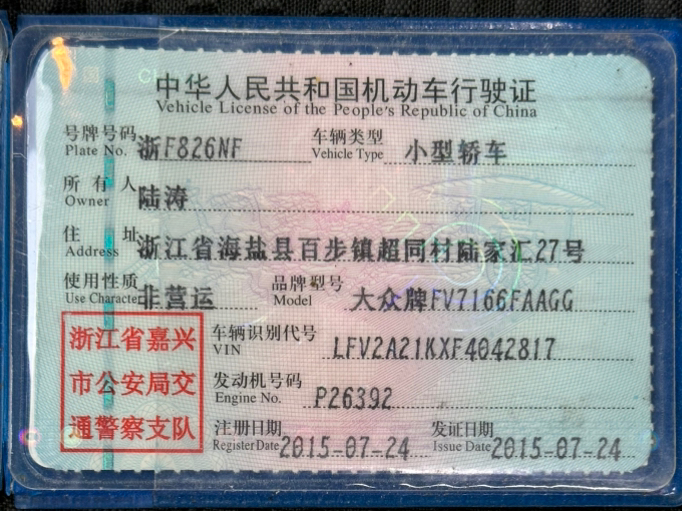 中华人民共和国机动车行驶证
Vehicle License of the People's Republic of China
号牌号码 浙F826NF 车辆类型 小型轿车
Plate No. Vehicle Type
所有人 陆涛
Owner
住址 浙江省海盐县百步镇超同村陆家汇27号
Address
使用性质 非营运 品牌型号 大众牌FV7166FAAGG
Use Character Model
浙江省嘉兴
市公安局交
通警察支队
车辆识别代号 LFV2A21KXF4042817
VIN
发动机号码 P26392
Engine No.
注册日期 2015-07-24 发证日期 2015-07-24
Register Date Issue Date